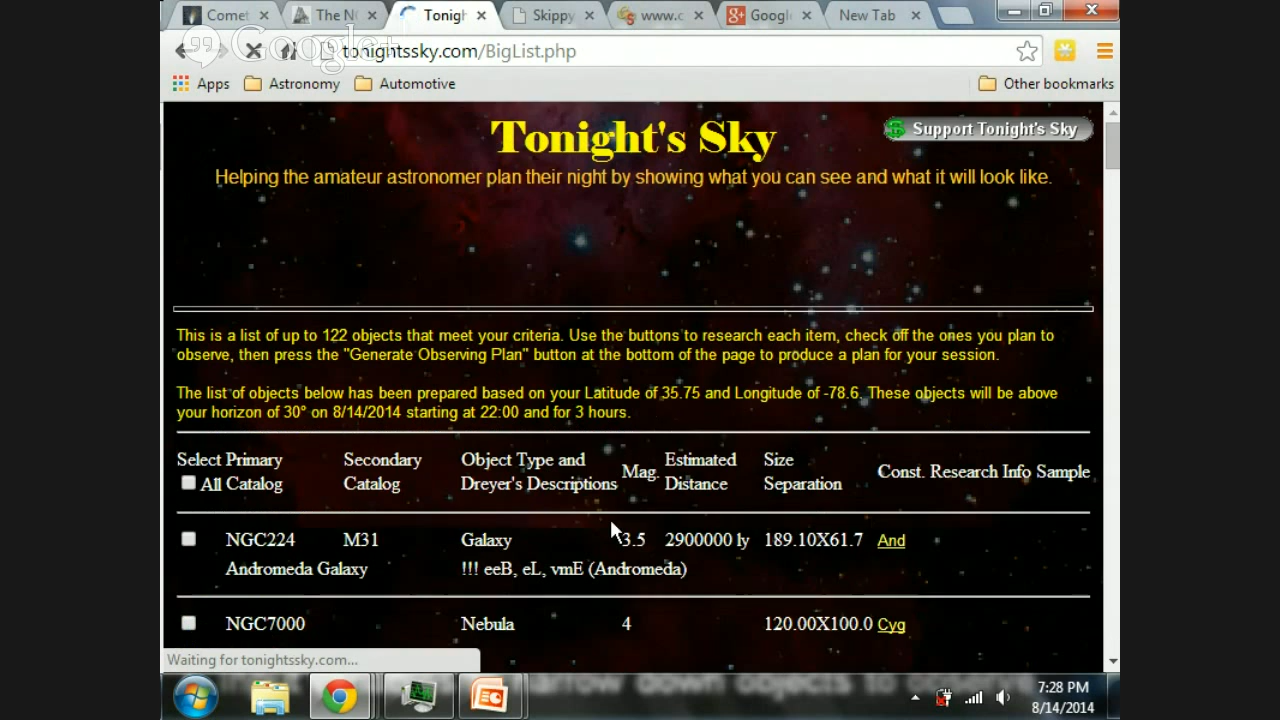 Comet
The NG
Tonigh
Skippy
www.c
Googl
New Tab
Google+
tonightssky.com/BigList.php
Apps
Astronomy
Automotive
Other bookmarks
Tonight's Sky
Support Tonight's Sky
Helping the amateur astronomer plan their night by showing what you can see and what it will look like.
This is a list of up to 122 objects that meet your criteria. Use the buttons to research each item, check off the ones you plan to
observe, then press the "Generate Observing Plan" button at the bottom of the page to produce a plan for your session.
The list of objects below has been prepared based on your Latitude of 35.75 and Longitude of -78.6. These objects will be above
your horizon of 30° on 8/14/2014 starting at 22:00 and for 3 hours.
Select Primary Secondary Object Type and Mag. Estimated Size Const. Research Info Sample
All Catalog Catalog Dreyer's Descriptions Distance Separation
NGC224 M31 Galaxy 3.5 2900000 ly 189.10X61.7 And
Andromeda Galaxy !!! eeB, eL, vmE (Andromeda)
NGC7000 Nebula 4 120.00X100.0 Cyg
Waiting for tonightssky.com...
arrow down objects to observe
7:28 PM
8/14/2014